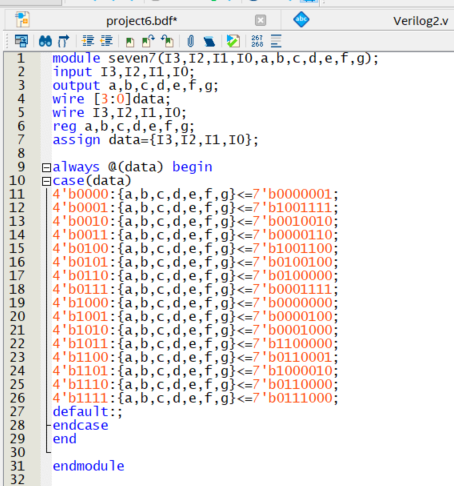 project6.bdf*
abc
Verilog2.v
267
268
1 module seven7(I3,I2,I1,I0,a,b,c,d,e,f,g);
2 input I3,I2,I1,I0;
3 output a,b,c,d,e,f,g;
4 wire [3:0]data;
5 wire I3,I2,I1,I0;
6 reg a,b,c,d,e,f,g;
7 assign data={I3,I2,I1,I0};
8
9 always @(data) begin
10 case(data)
11 4'b0000:{a,b,c,d,e,f,g}<=7'b0000001;
12 4'b0001:{a,b,c,d,e,f,g}<=7'b1001111;
13 4'b0010:{a,b,c,d,e,f,g}<=7'b0010010;
14 4'b0011:{a,b,c,d,e,f,g}<=7'b0000110;
15 4'b0100:{a,b,c,d,e,f,g}<=7'b1001100;
16 4'b0101:{a,b,c,d,e,f,g}<=7'b0100100;
17 4'b0110:{a,b,c,d,e,f,g}<=7'b0100000;
18 4'b0111:{a,b,c,d,e,f,g}<=7'b0001111;
19 4'b1000:{a,b,c,d,e,f,g}<=7'b0000000;
20 4'b1001:{a,b,c,d,e,f,g}<=7'b0000100;
21 4'b1010:{a,b,c,d,e,f,g}<=7'b0001000;
22 4'b1011:{a,b,c,d,e,f,g}<=7'b1100000;
23 4'b1100:{a,b,c,d,e,f,g}<=7'b0110001;
24 4'b1101:{a,b,c,d,e,f,g}<=7'b1000010;
25 4'b1110:{a,b,c,d,e,f,g}<=7'b0110000;
26 4'b1111:{a,b,c,d,e,f,g}<=7'b0111000;
27 default:;
28 endcase
29 end
30
31 endmodule
32